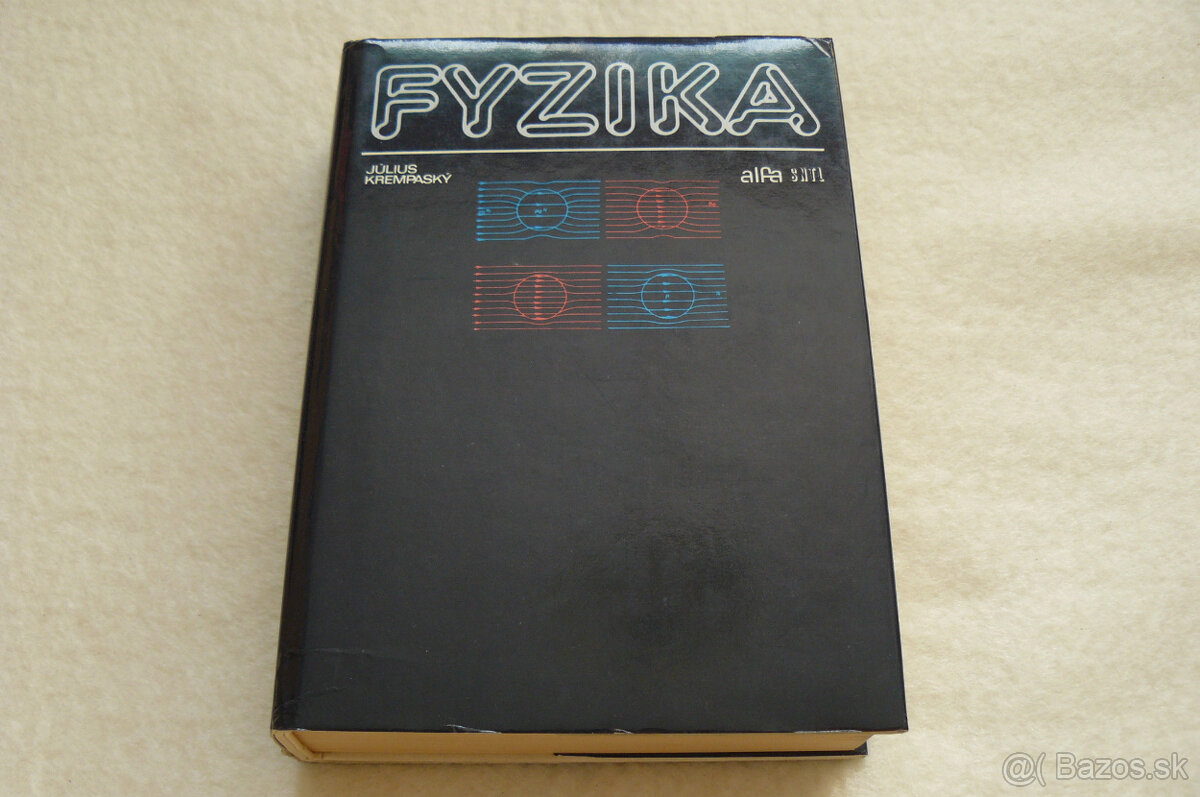 FYZIKA
JÚLIUS
KREMPASKÝ
alfa SNTL
@( Bazos.sk